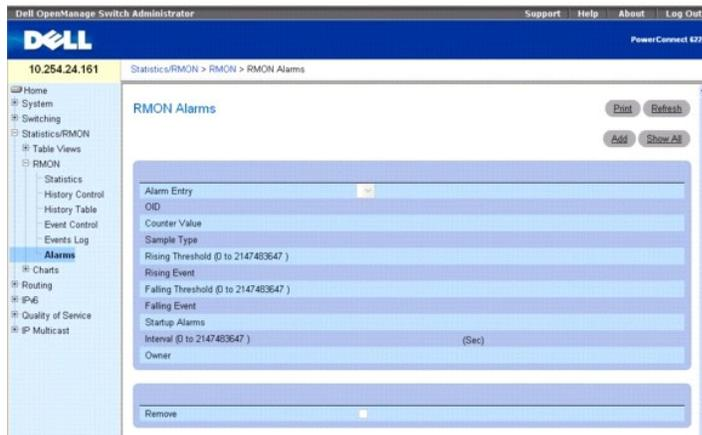 Dell OpenManage Switch Administrator
Support Help About Log Out
DELL
PowerConnect 622
10.254.24.161
Statistics/RMON > RMON > RMON Alarms
Home
System
Switching
Statistics/RMON
Table Views
RMON
Statistics
History Control
History Table
Event Control
Events Log
Alarms
Charts
Routing
IPv6
Quality of Service
IP Multicast
RMON Alarms
Print Refresh
Add Show All
Alarm Entry
OID
Counter Value
Sample Type
Rising Threshold (0 to 2147483647 )
Rising Event
Falling Threshold (0 to 2147483647 )
Falling Event
Startup Alarms
Interval (0 to 2147483647 ) (Sec)
Owner
Remove